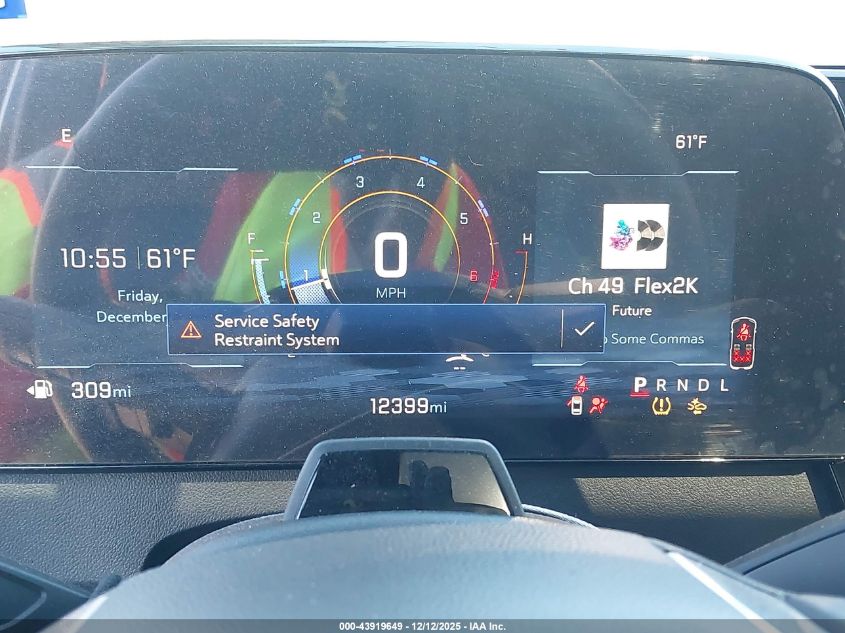 E
61°F
3 4
2 5
F H
1 6
10:55 61°F
0
MPH
Ch 49 Flex2K
Friday,
December
Future
Some Commas
Service Safety
Restraint System
309mi
12399mi
P R N D L
000-43919649 - 12/12/2025 - IAA Inc.